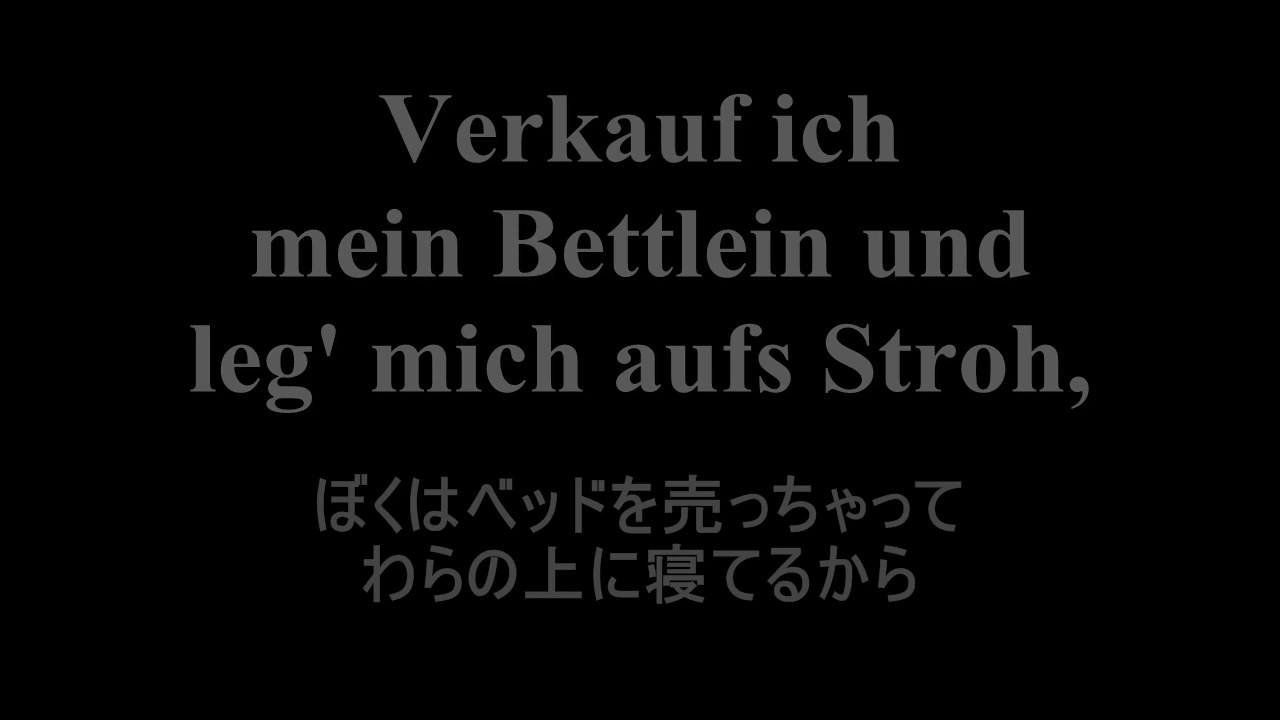 Verkauf ich
mein Bettlein und
leg' mich aufs Stroh,
ぼくはベッドを売っちゃって
わらの上に寝てるから